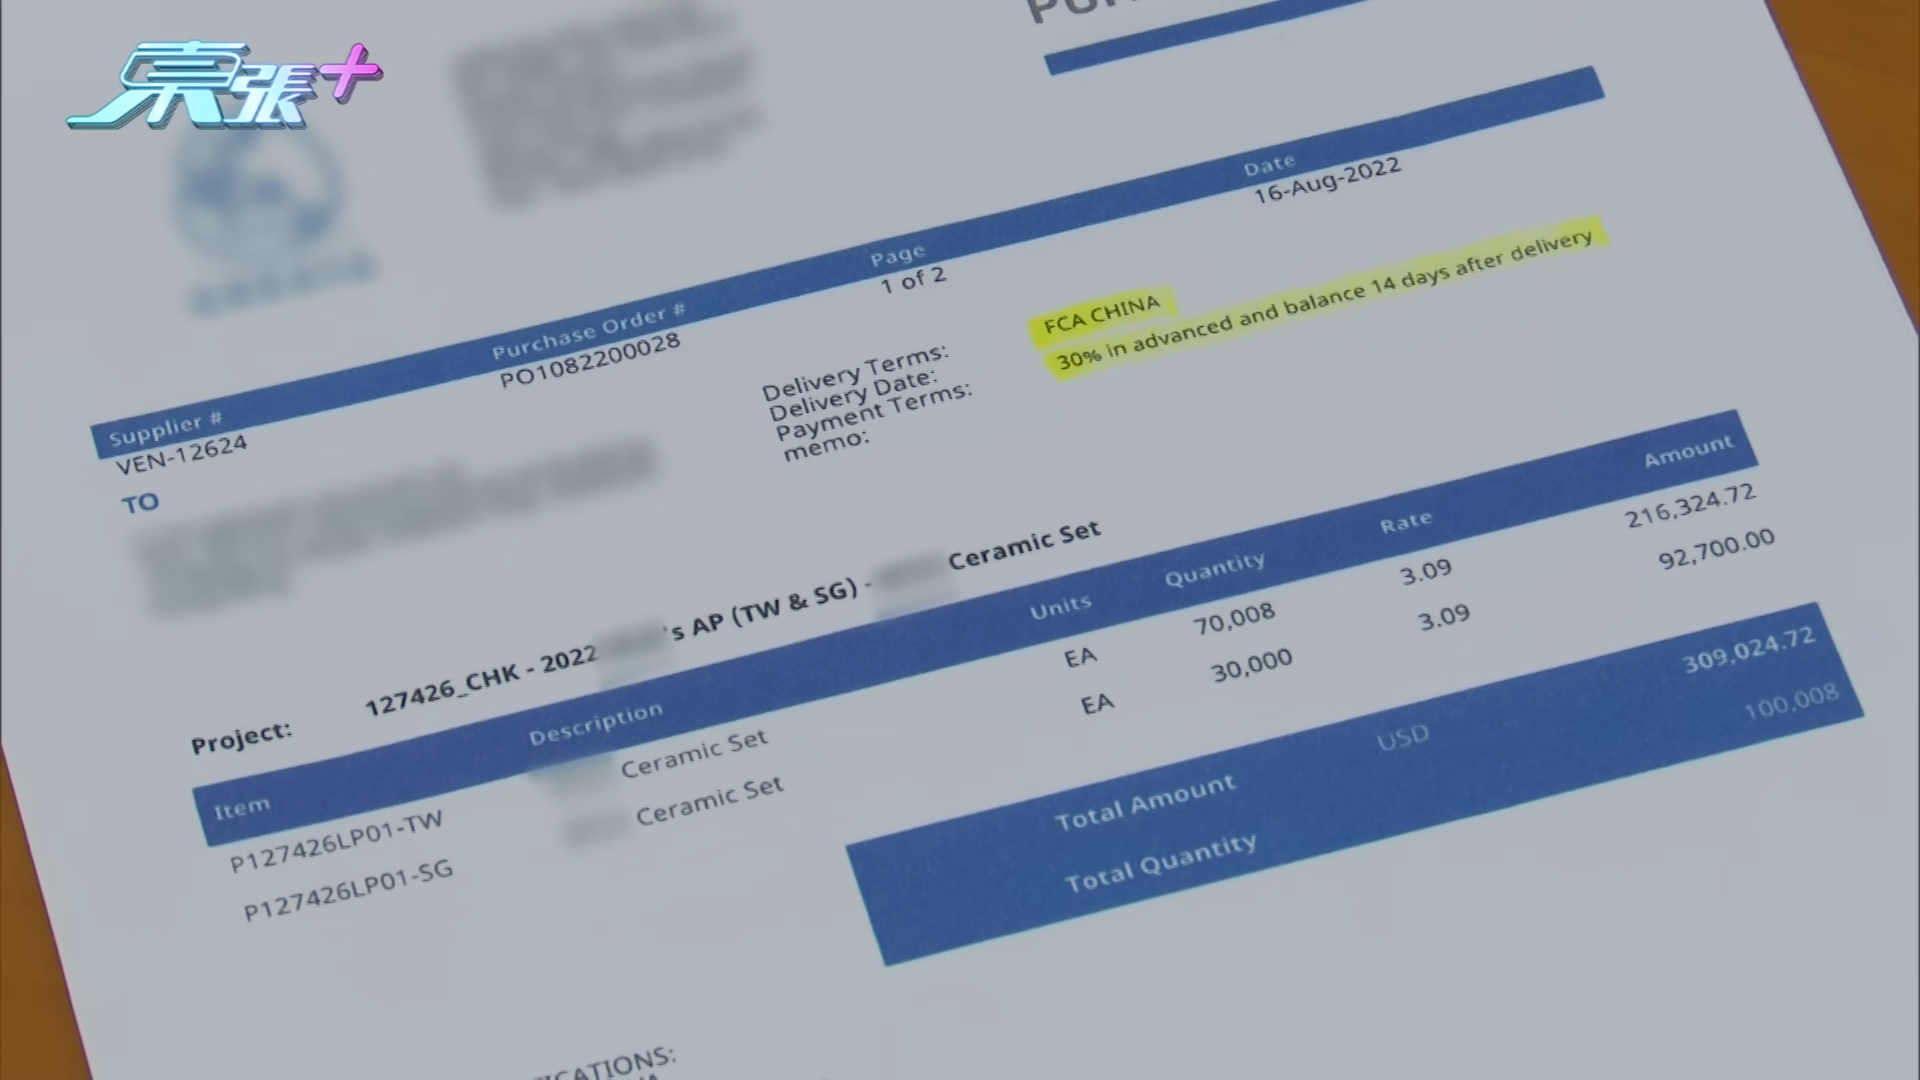 東張+
Date
16-Aug-2022
Page
1 of 2
Purchase Order #
PO1082200028
Supplier #
VEN-12624
TO
Delivery Terms: FCA CHINA
Delivery Date:
Payment Terms: 30% in advanced and balance 14 days after delivery
memo:
Project: 127426_CHK - 2022 's AP (TW & SG) - Ceramic Set
Item Description Units Quantity Rate Amount
P127426LP01-TW Ceramic Set EA 70,008 3.09 216,324.72
P127426LP01-SG Ceramic Set EA 30,000 3.09 92,700.00
Total Amount USD 309,024.72
Total Quantity 100,008